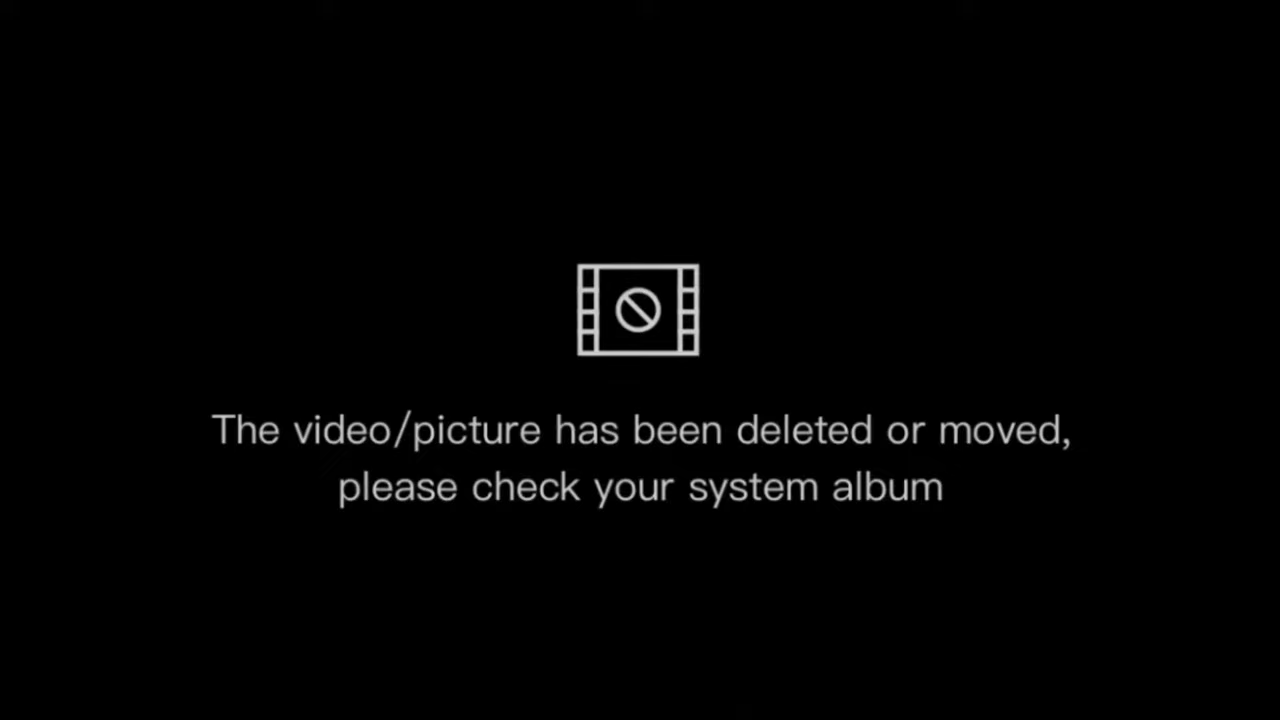 The video/picture has been deleted or moved,
please check your system album